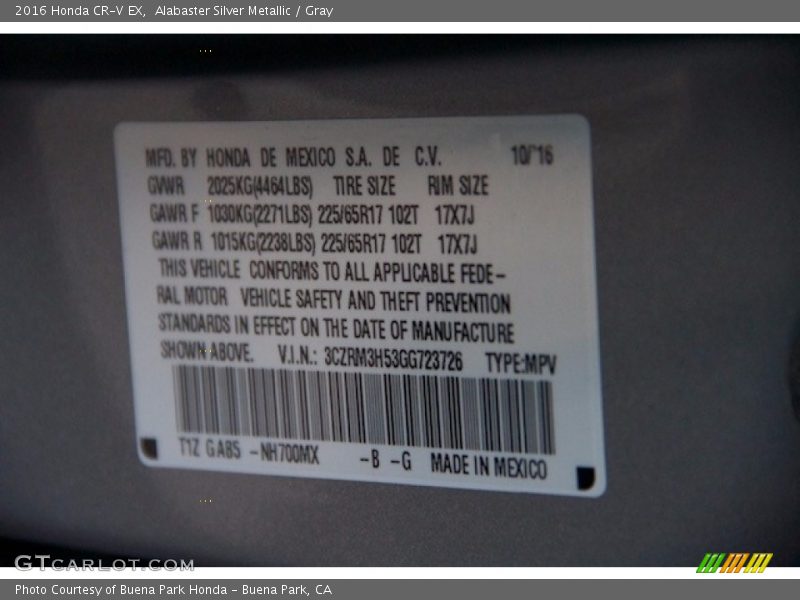 2016 Honda CR-V EX,  Alabaster Silver Metallic / Gray
MFD. BY HONDA DE MEXICO S.A. DE C.V. 10/'16
GVWR 2025KG(4464LBS) TIRE SIZE RIM SIZE
GAWR F 1030KG(2271LBS) 225/65R17 102T 17X7J
GAWR R 1015KG(2238LBS) 225/65R17 102T 17X7J
THIS VEHICLE CONFORMS TO ALL APPLICABLE FEDE-
RAL MOTOR VEHICLE SAFETY AND THEFT PREVENTION
STANDARDS IN EFFECT ON THE DATE OF MANUFACTURE
SHOWN ABOVE. V.I.N.: 3CZRM3H53GG723726 TYPE:MPV
T1Z GA85 -NH700MX -B -G MADE IN MEXICO
GTCARLOT.COM
Photo Courtesy of Buena Park Honda - Buena Park, CA